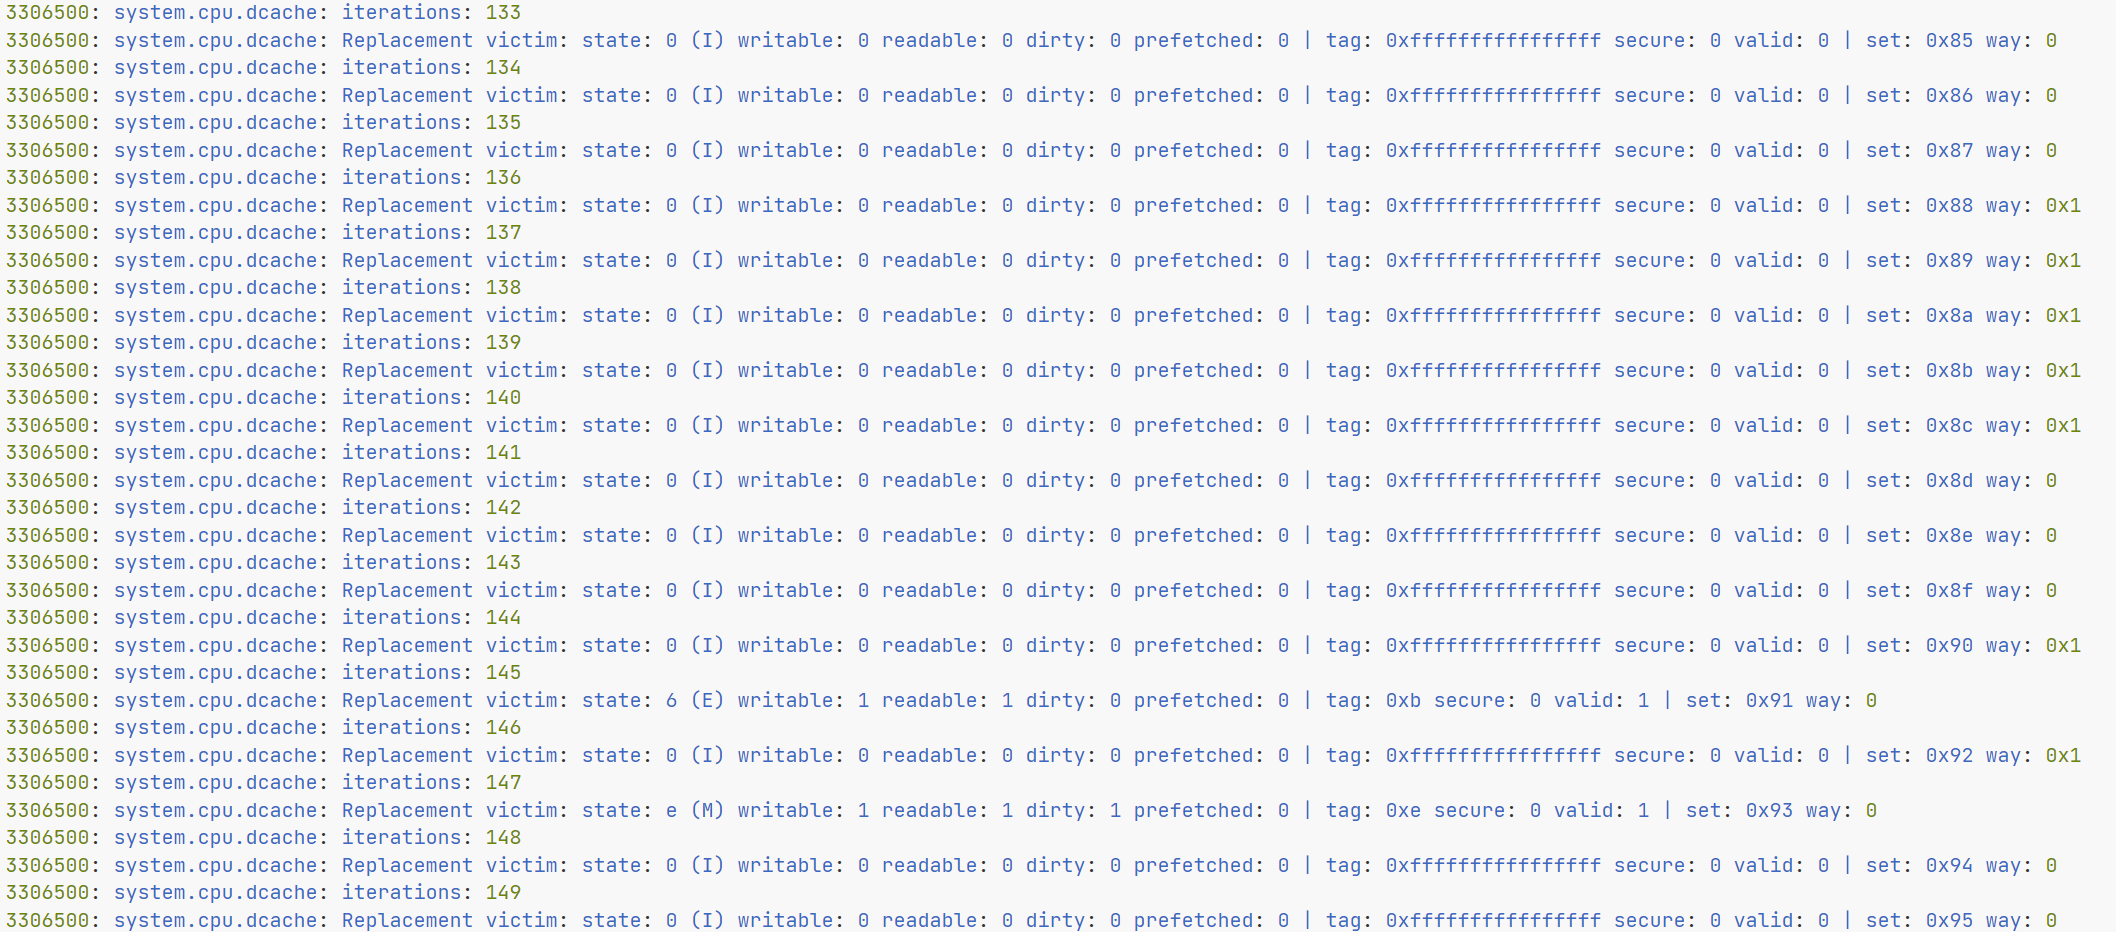 3306500: system.cpu.dcache: iterations: 133
3306500: system.cpu.dcache: Replacement victim: state: 0 (I) writable: 0 readable: 0 dirty: 0 prefetched: 0 | tag: 0xffffffffffffffff secure: 0 valid: 0 | set: 0x85 way: 0
3306500: system.cpu.dcache: iterations: 134
3306500: system.cpu.dcache: Replacement victim: state: 0 (I) writable: 0 readable: 0 dirty: 0 prefetched: 0 | tag: 0xffffffffffffffff secure: 0 valid: 0 | set: 0x86 way: 0
3306500: system.cpu.dcache: iterations: 135
3306500: system.cpu.dcache: Replacement victim: state: 0 (I) writable: 0 readable: 0 dirty: 0 prefetched: 0 | tag: 0xffffffffffffffff secure: 0 valid: 0 | set: 0x87 way: 0
3306500: system.cpu.dcache: iterations: 136
3306500: system.cpu.dcache: Replacement victim: state: 0 (I) writable: 0 readable: 0 dirty: 0 prefetched: 0 | tag: 0xffffffffffffffff secure: 0 valid: 0 | set: 0x88 way: 0x1
3306500: system.cpu.dcache: iterations: 137
3306500: system.cpu.dcache: Replacement victim: state: 0 (I) writable: 0 readable: 0 dirty: 0 prefetched: 0 | tag: 0xffffffffffffffff secure: 0 valid: 0 | set: 0x89 way: 0x1
3306500: system.cpu.dcache: iterations: 138
3306500: system.cpu.dcache: Replacement victim: state: 0 (I) writable: 0 readable: 0 dirty: 0 prefetched: 0 | tag: 0xffffffffffffffff secure: 0 valid: 0 | set: 0x8a way: 0x1
3306500: system.cpu.dcache: iterations: 139
3306500: system.cpu.dcache: Replacement victim: state: 0 (I) writable: 0 readable: 0 dirty: 0 prefetched: 0 | tag: 0xffffffffffffffff secure: 0 valid: 0 | set: 0x8b way: 0x1
3306500: system.cpu.dcache: iterations: 140
3306500: system.cpu.dcache: Replacement victim: state: 0 (I) writable: 0 readable: 0 dirty: 0 prefetched: 0 | tag: 0xffffffffffffffff secure: 0 valid: 0 | set: 0x8c way: 0x1
3306500: system.cpu.dcache: iterations: 141
3306500: system.cpu.dcache: Replacement victim: state: 0 (I) writable: 0 readable: 0 dirty: 0 prefetched: 0 | tag: 0xffffffffffffffff secure: 0 valid: 0 | set: 0x8d way: 0
3306500: system.cpu.dcache: iterations: 142
3306500: system.cpu.dcache: Replacement victim: state: 0 (I) writable: 0 readable: 0 dirty: 0 prefetched: 0 | tag: 0xffffffffffffffff secure: 0 valid: 0 | set: 0x8e way: 0
3306500: system.cpu.dcache: iterations: 143
3306500: system.cpu.dcache: Replacement victim: state: 0 (I) writable: 0 readable: 0 dirty: 0 prefetched: 0 | tag: 0xffffffffffffffff secure: 0 valid: 0 | set: 0x8f way: 0
3306500: system.cpu.dcache: iterations: 144
3306500: system.cpu.dcache: Replacement victim: state: 0 (I) writable: 0 readable: 0 dirty: 0 prefetched: 0 | tag: 0xffffffffffffffff secure: 0 valid: 0 | set: 0x90 way: 0x1
3306500: system.cpu.dcache: iterations: 145
3306500: system.cpu.dcache: Replacement victim: state: 6 (E) writable: 1 readable: 1 dirty: 0 prefetched: 0 | tag: 0xb secure: 0 valid: 1 | set: 0x91 way: 0
3306500: system.cpu.dcache: iterations: 146
3306500: system.cpu.dcache: Replacement victim: state: 0 (I) writable: 0 readable: 0 dirty: 0 prefetched: 0 | tag: 0xffffffffffffffff secure: 0 valid: 0 | set: 0x92 way: 0x1
3306500: system.cpu.dcache: iterations: 147
3306500: system.cpu.dcache: Replacement victim: state: e (M) writable: 1 readable: 1 dirty: 1 prefetched: 0 | tag: 0xe secure: 0 valid: 1 | set: 0x93 way: 0
3306500: system.cpu.dcache: iterations: 148
3306500: system.cpu.dcache: Replacement victim: state: 0 (I) writable: 0 readable: 0 dirty: 0 prefetched: 0 | tag: 0xffffffffffffffff secure: 0 valid: 0 | set: 0x94 way: 0
3306500: system.cpu.dcache: iterations: 149
3306500: system.cpu.dcache: Replacement victim: state: 0 (I) writable: 0 readable: 0 dirty: 0 prefetched: 0 | tag: 0xffffffffffffffff secure: 0 valid: 0 | set: 0x95 way: 0